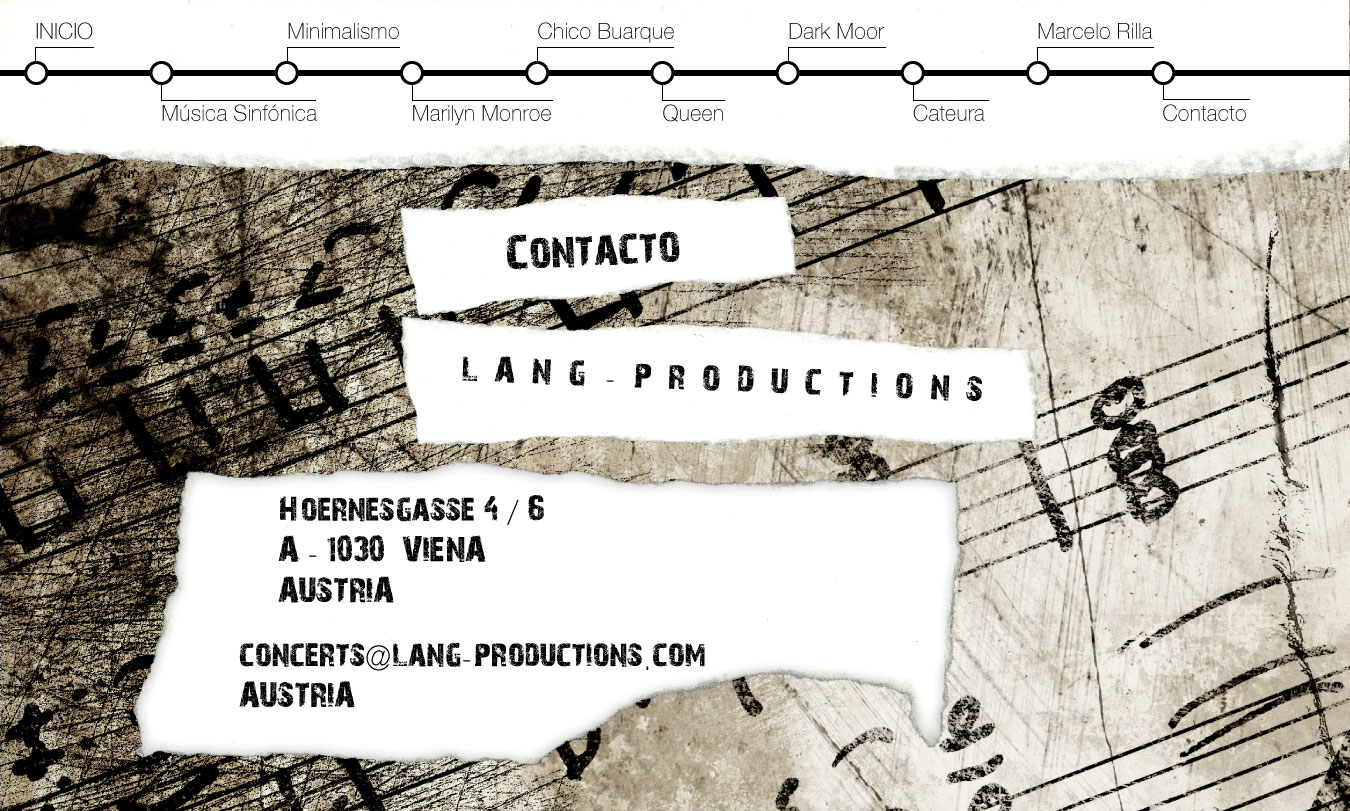 INICIO
Minimalismo
Chico Buarque
Dark Moor
Marcelo Rilla
Música Sinfónica
Marilyn Monroe
Queen
Cateura
Contacto
CONTACTO
LANG-PRODUCTIONS
HOERNESGASSE 4 / 6
A - 1030 VIENA
AUSTRIA
CONCERTS@LANG-PRODUCTIONS.COM
AUSTRIA